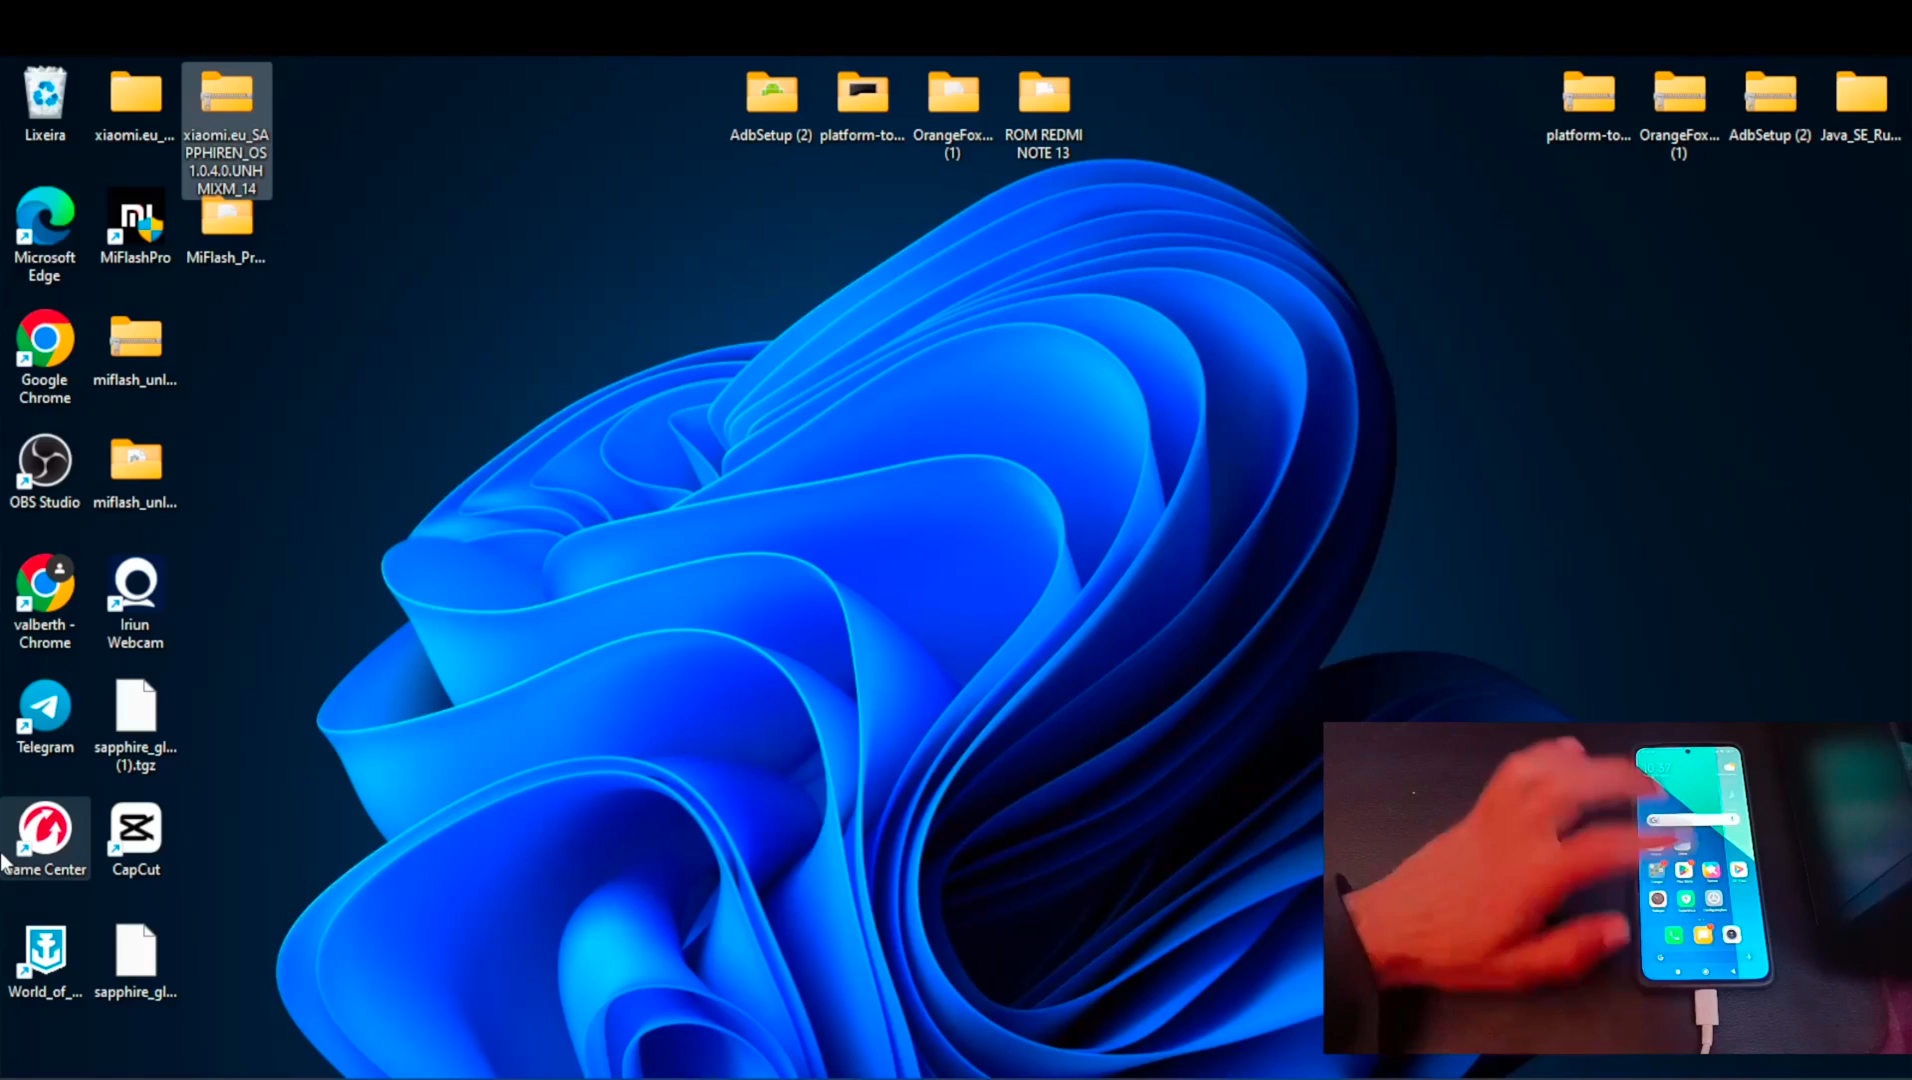 Lixeira
xiaomi.eu_...
xiaomi.eu_SA
PPHIREN_OS
1.0.4.0.UNH
MIXM_14
AdbSetup (2)
platform-to...
OrangeFox...
(1)
ROM REDMI
NOTE 13
platform-to...
OrangeFox...
(1)
AdbSetup (2)
Java_SE_Ru...
Microsoft
Edge
MiFlashPro
MiFlash_Pr...
Google
Chrome
miflash_unl...
OBS Studio
miflash_unl...
valberth -
Chrome
Iriun
Webcam
Telegram
sapphire_gl...
(1).tgz
ame Center
CapCut
World_of_...
sapphire_gl...
10:37